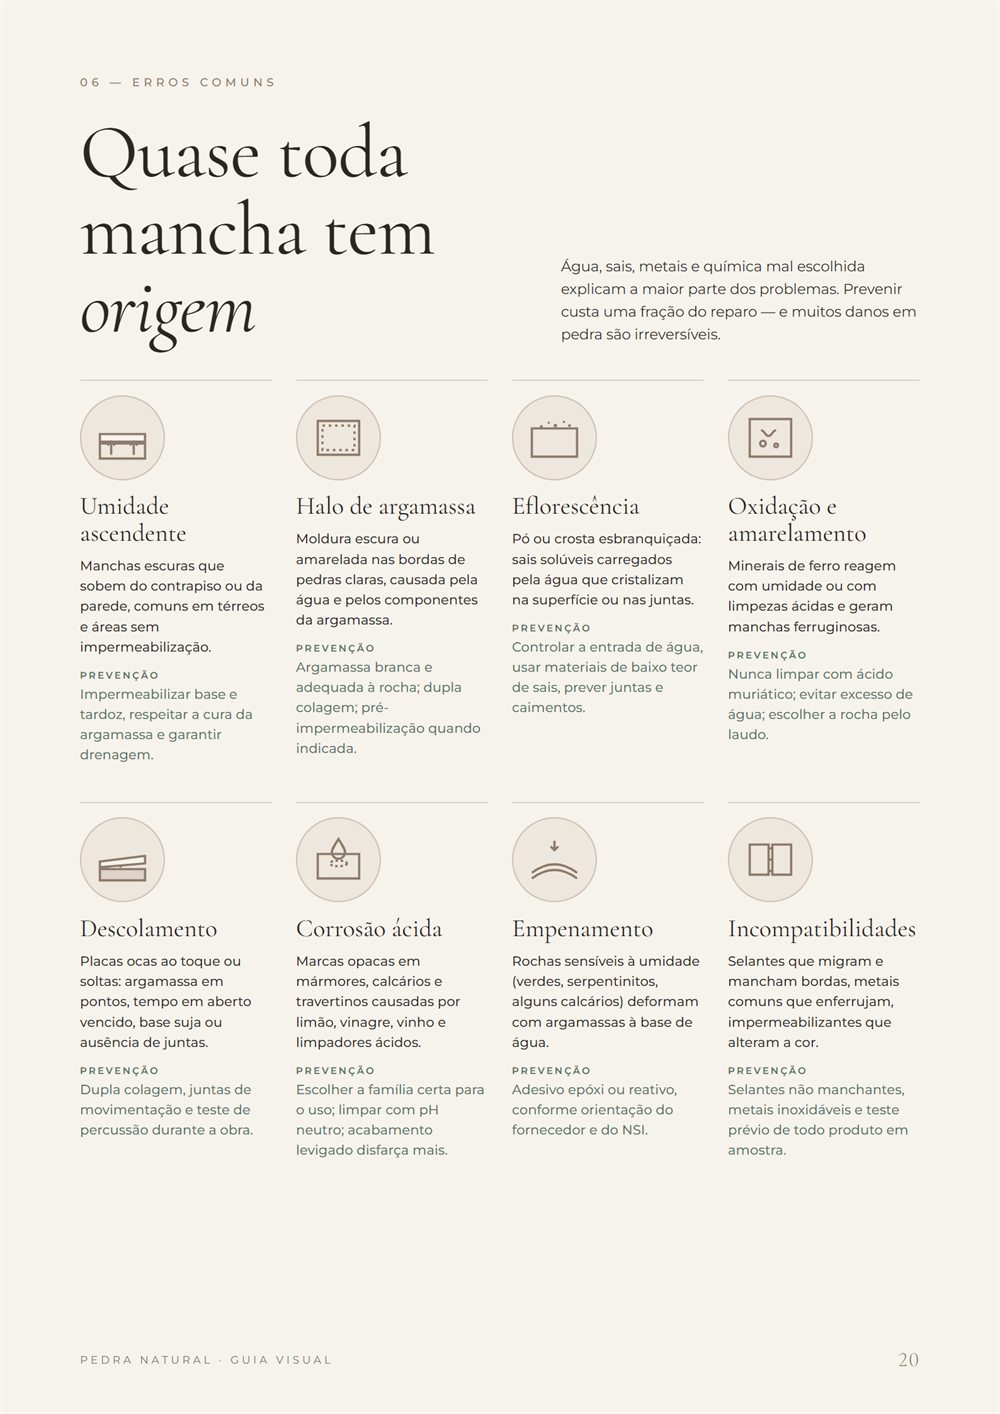 06 — ERROS COMUNS
Quase toda
mancha tem
origem
Água, sais, metais e química mal escolhida
explicam a maior parte dos problemas. Prevenir
custa uma fração do reparo — e muitos danos em
pedra são irreversíveis.
Umidade
ascendente
Manchas escuras que
sobem do contrapiso ou da
parede, comuns em térreos
e áreas sem
impermeabilização.
PREVENÇÃO
Impermeabilizar base e
tardoz, respeitar a cura da
argamassa e garantir
drenagem.
Halo de argamassa
Moldura escura ou
amarelada nas bordas de
pedras claras, causada pela
água e pelos componentes
da argamassa.
PREVENÇÃO
Argamassa branca e
adequada à rocha; dupla
colagem; pré-
impermeabilização quando
indicada.
Eflorescência
Pó ou crosta esbranquiçada:
sais solúveis carregados
pela água que cristalizam
na superfície ou nas juntas.
PREVENÇÃO
Controlar a entrada de água,
usar materiais de baixo teor
de sais, prever juntas e
caimentos.
Oxidação e
amarelamento
Minerais de ferro reagem
com umidade ou com
limpezas ácidas e geram
manchas ferruginosas.
PREVENÇÃO
Nunca limpar com ácido
muriático; evitar excesso de
água; escolher a rocha pelo
laudo.
Descolamento
Placas ocas ao toque ou
soltas: argamassa em
pontos, tempo em aberto
vencido, base suja ou
ausência de juntas.
PREVENÇÃO
Dupla colagem, juntas de
movimentação e teste de
percussão durante a obra.
Corrosão ácida
Marcas opacas em
mármores, calcários e
travertinos causadas por
limão, vinagre, vinho e
limpadores ácidos.
PREVENÇÃO
Escolher a família certa para
o uso; limpar com pH
neutro; acabamento
levigado disfarça mais.
Empenamento
Rochas sensíveis à umidade
(verdes, serpentinitos,
alguns calcários) deformam
com argamassas à base de
água.
PREVENÇÃO
Adesivo epóxi ou reativo,
conforme orientação do
fornecedor e do NSI.
Incompatibilidades
Selantes que migram e
mancham bordas, metais
comuns que enferrujam,
impermeabilizantes que
alteram a cor.
PREVENÇÃO
Selantes não manchantes,
metais inoxidáveis e teste
prévio de todo produto em
amostra.
PEDRA NATURAL · GUIA VISUAL
20